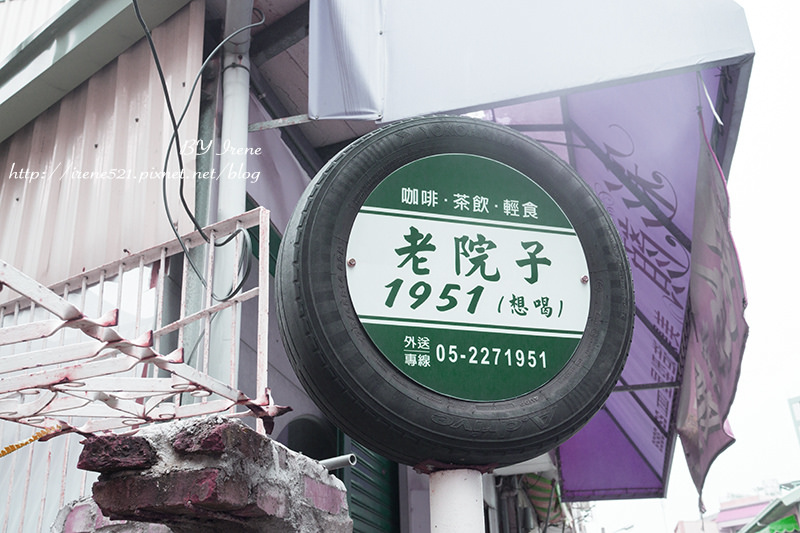 BY Irene
http://irene521.pixnet.net/blog
咖啡·茶飲·輕食
老院子
1951 (想喝)
外送
專線 05-2271951